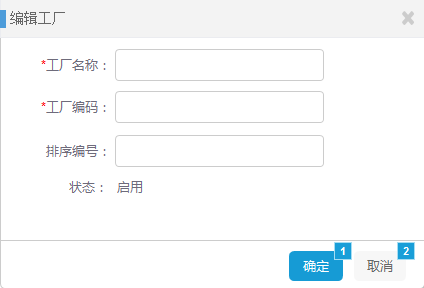 编辑工厂 ×
*工厂名称：
*工厂编码：
排序编号：
状态： 启用
确定 1 取消 2